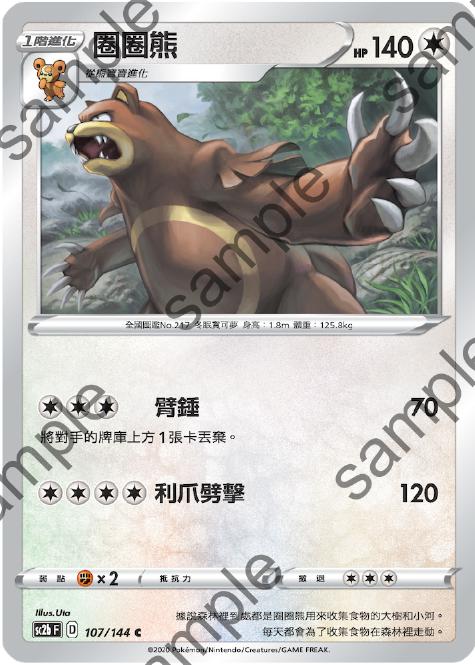 1階進化 圈圈熊 HP 140
從熊寶寶進化
全國圖鑑No.217 冬眠寶可夢 身高：1.8m 體重：125.8kg
臂錘 70
將對手的牌庫上方1張卡丟棄。
利爪劈擊 120
弱點 ×2 抵抗力 撤退
Illus.Uta
sc2b F D 107/144 C
據說森林裡到處都是圈圈熊用來收集食物的大樹和小河。
每天都會為了收集食物在森林裡走動。
©2020 Pokémon/Nintendo/Creatures/GAME FREAK.
sample
sample
sample
sample
sample
sample
sample